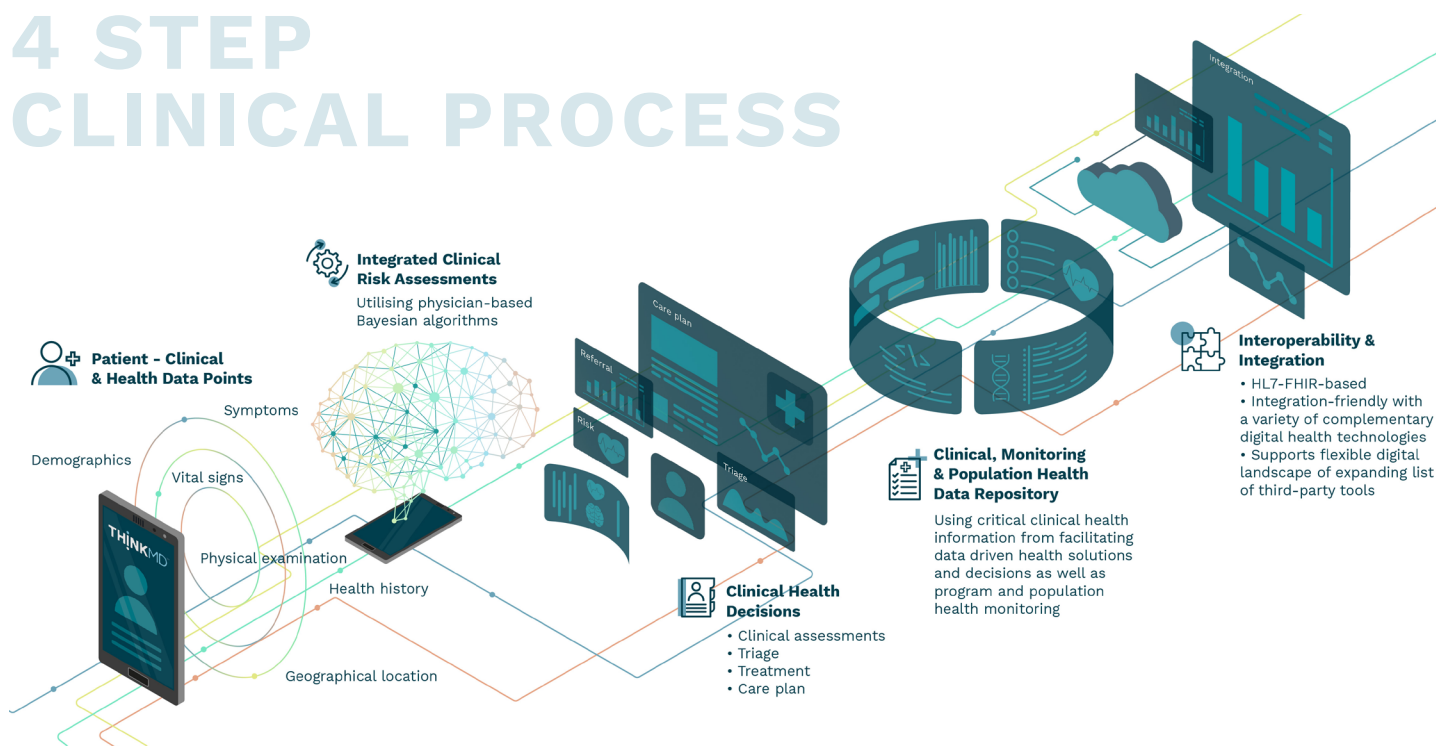 4 STEP
CLINICAL PROCESS
Integration
Integrated Clinical
Risk Assessments
Utilising physician-based
Bayesian algorithms
Care plan
Referral
Risk
Triage
Patient - Clinical
& Health Data Points
Symptoms
Demographics
Vital signs
THiNKMD
Physical examination
Health history
Geographical location
Clinical Health
Decisions
• Clinical assessments
• Triage
• Treatment
• Care plan
Clinical, Monitoring
& Population Health
Data Repository
Using critical clinical health
information from facilitating
data driven health solutions
and decisions as well as
program and population
health monitoring
Interoperability &
Integration
• HL7-FHIR-based
• Integration-friendly with
a variety of complementary
digital health technologies
• Supports flexible digital
landscape of expanding list
of third-party tools